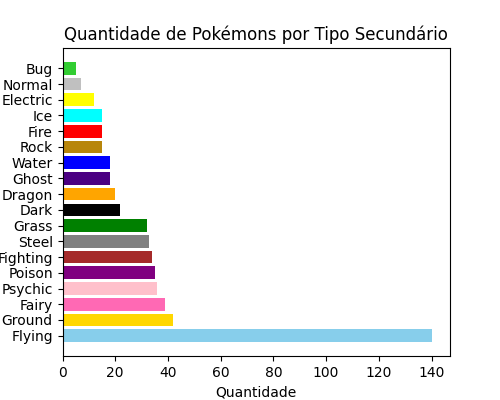 Quantidade de Pokémons por Tipo Secundário
Bug
Normal
Electric
Ice
Fire
Rock
Water
Ghost
Dragon
Dark
Grass
Steel
Fighting
Poison
Psychic
Fairy
Ground
Flying
0 20 40 60 80 100 120 140
Quantidade